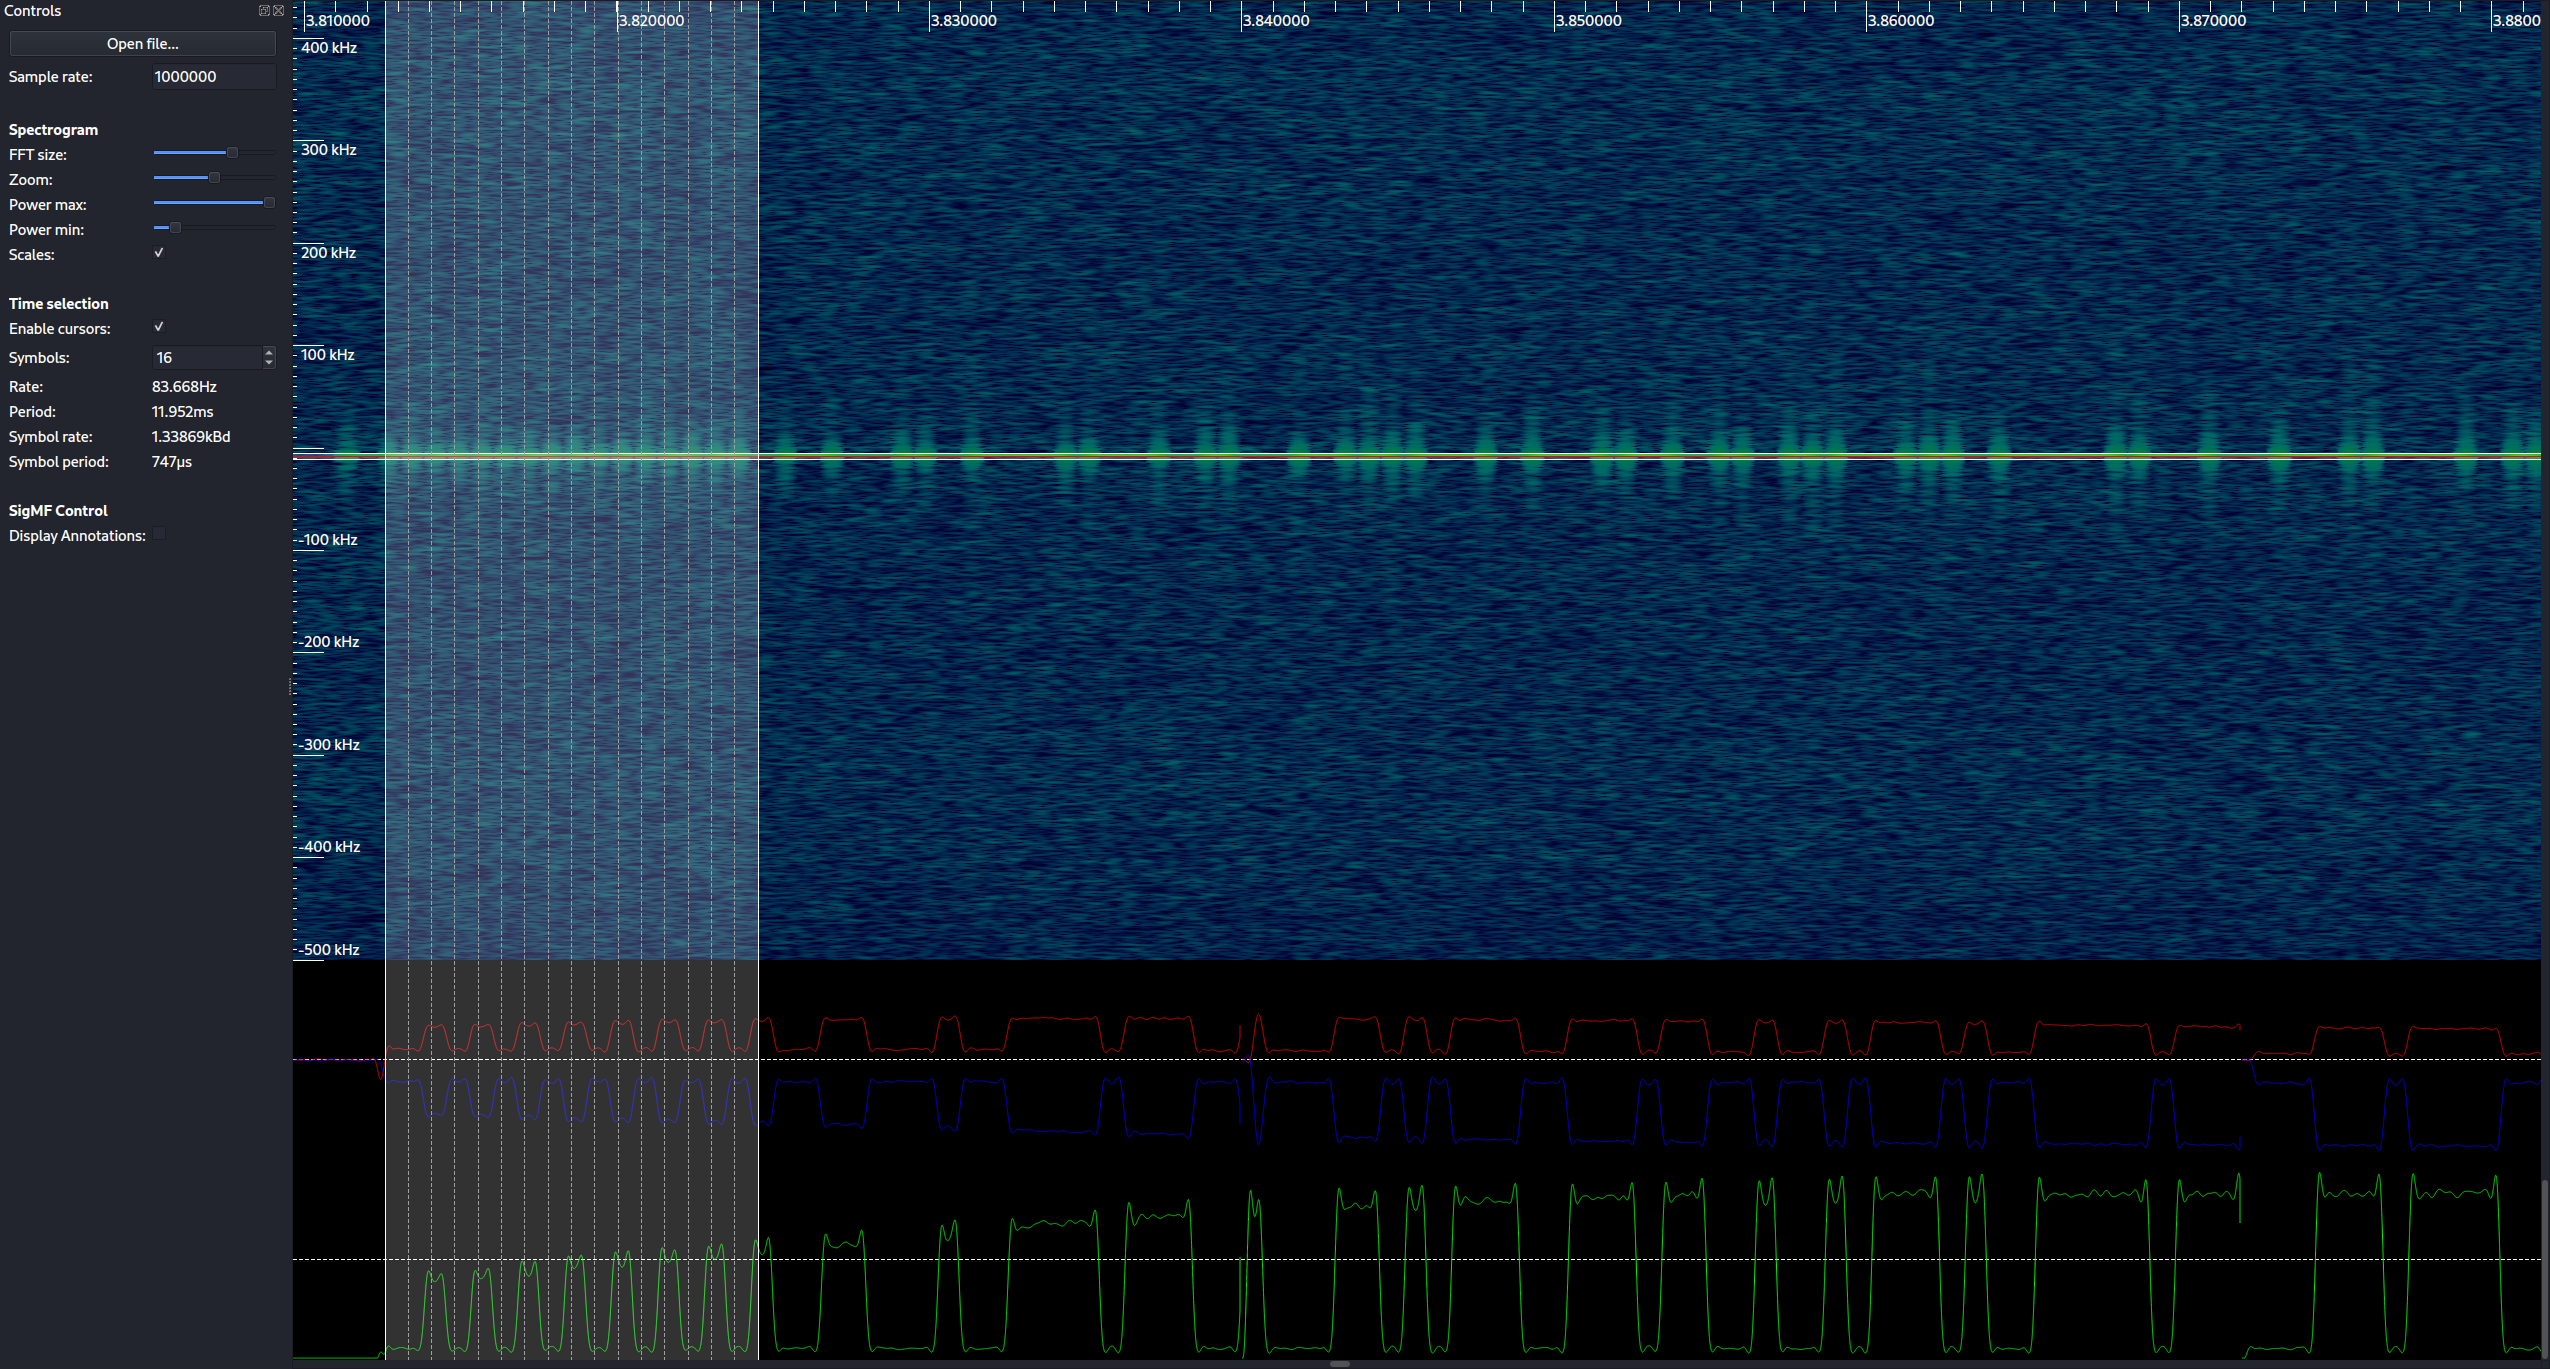 Controls
Open file...
Sample rate: 1000000
Spectrogram
FFT size:
Zoom:
Power max:
Power min:
Scales:
Time selection
Enable cursors:
Symbols: 16
Rate: 83.668Hz
Period: 11.952ms
Symbol rate: 1.33869kBd
Symbol period: 747µs
SigMF Control
Display Annotations:
3.810000 3.820000 3.830000 3.840000 3.850000 3.860000 3.870000 3.8800
400 kHz
300 kHz
200 kHz
100 kHz
-100 kHz
-200 kHz
-300 kHz
-400 kHz
-500 kHz